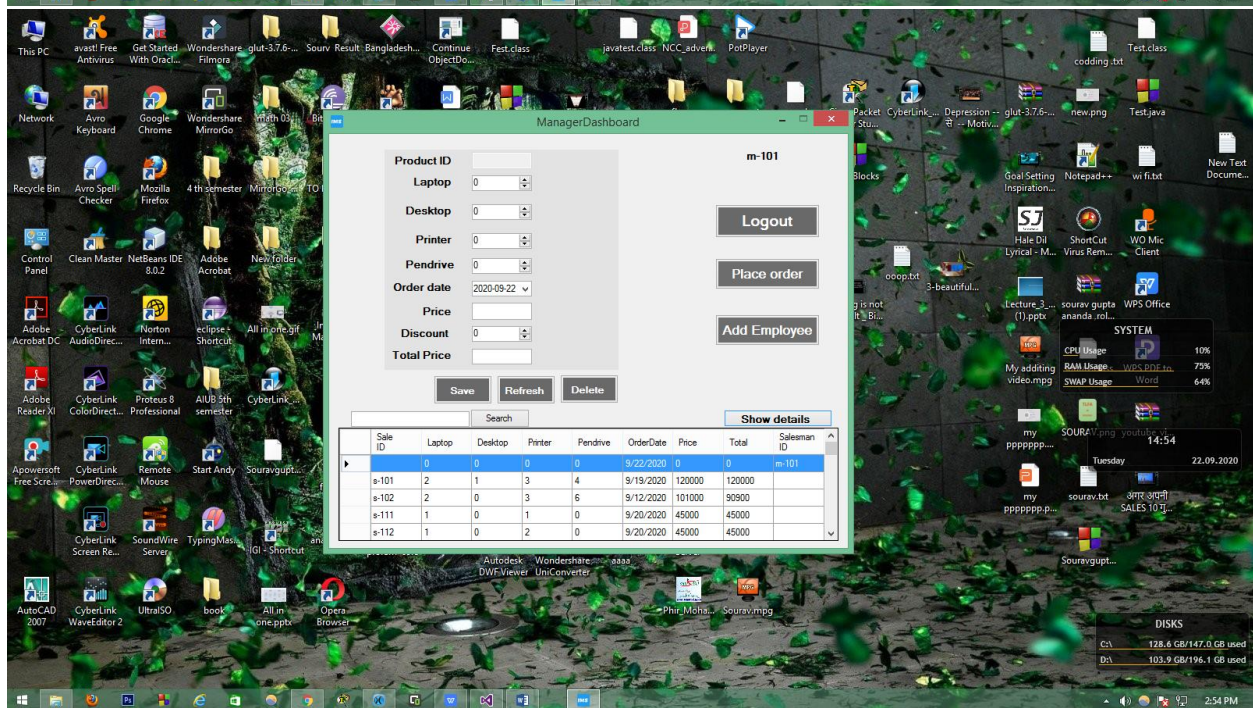 This PC
avast! Free Antivirus
Get Started With Oracl...
Wondershare Filmora
glut-3.7.6-...
Sourv
Result
Bangladesh...
Continue ObjectDo...
Fest.class
javatest.class
NCC_adver...
PotPlayer
codding .txt
Test.class
Network
Avro Keyboard
Google Chrome
Wondershare MirrorGo
math 03
Packet
CyberLink_...
Depression -- से -- Motiv...
glut-3.7.6-...
new.png
Test.java
ManagerDashboard
Product ID
m-101
Laptop 0
Desktop 0
Logout
Printer 0
Pendrive 0
Place order
Order date 2020-09-22
Price
Discount 0
Add Employee
Total Price
Save
Refresh
Delete
Search
Show details
Sale ID Laptop Desktop Printer Pendrive OrderDate Price Total Salesman ID
0 0 0 0 9/22/2020 0 0 m-101
s-101 2 1 3 4 9/19/2020 120000 120000
s-102 2 0 3 6 9/12/2020 101000 90900
s-111 1 0 1 0 9/20/2020 45000 45000
s-112 1 0 2 0 9/20/2020 45000 45000
Recycle Bin
Avro Spell Checker
Mozilla Firefox
4 th semester
Blocks
Goal Setting Inspiration...
Notepad++
wi fi.txt
New Text Docume...
Control Panel
Clean Master
NetBeans IDE 8.0.2
Adobe Acrobat
New folder
ooop.txt
3-beautiful...
Hale Dil Lyrical - M...
ShortCut Virus Rem...
WO Mic Client
Adobe Acrobat DC
CyberLink AudioDirec...
Norton Intern...
eclipse - Shortcut
All in one.gif
Lecture_3_... (1).pptx
sourav gupta ananda ,rol...
WPS Office
Adobe Reader XI
CyberLink ColorDirect...
Proteus 8 Professional
AIUB 5th semester
CyberLink_...
My additing video.mpg
SYSTEM
CPU Usage 10%
RAM Usage 75%
SWAP Usage 64%
Apowersoft Free Scre...
CyberLink PowerDirec...
Remote Mouse
Start Andy
Souravgupt...
my ppppppp...
SOURAV.png
14:54
Tuesday 22.09.2020
CyberLink Screen Re...
SoundWire Server
TypingMas...
IGI - Shortcut
my ppppppp.p...
sourav.txt
अगर अपनी SALES 10 गु...
Autodesk DWF Viewer
Wondershare UniConverter
aaaa
Souravgupt...
AutoCAD 2007
CyberLink WaveEditor 2
UltraISO
book
All in one.pptx
Opera Browser
Phir_Moha...
Sourav.mpg
DISKS
C:\ 128.6 GB/147.0 GB used
D:\ 103.9 GB/196.1 GB used
2:54 PM